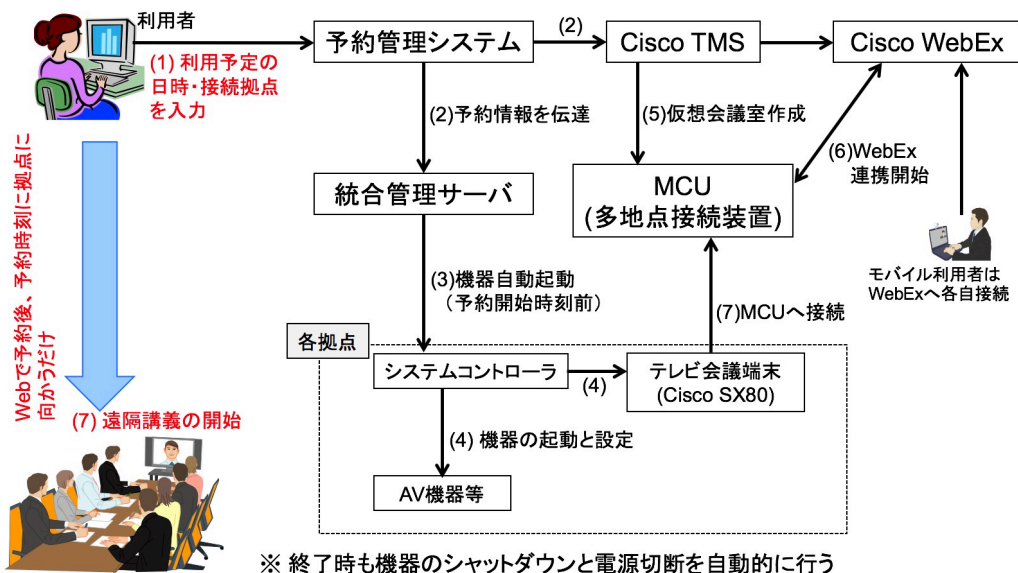 利用者
(1) 利用予定の
日時・接続拠点
を入力
予約管理システム
(2)
Cisco TMS
Cisco WebEx
(2)予約情報を伝達
(5)仮想会議室作成
(6)WebEx
連携開始
統合管理サーバ
MCU
(多地点接続装置)
モバイル利用者は
WebExへ各自接続
(3)機器自動起動
（予約開始時刻前）
(7)MCUへ接続
各拠点
システムコントローラ
(4)
テレビ会議端末
(Cisco SX80)
(4) 機器の起動と設定
AV機器等
Webで予約後、予約時刻に拠点に
向かうだけ
(7) 遠隔講義の開始
※ 終了時も機器のシャットダウンと電源切断を自動的に行う